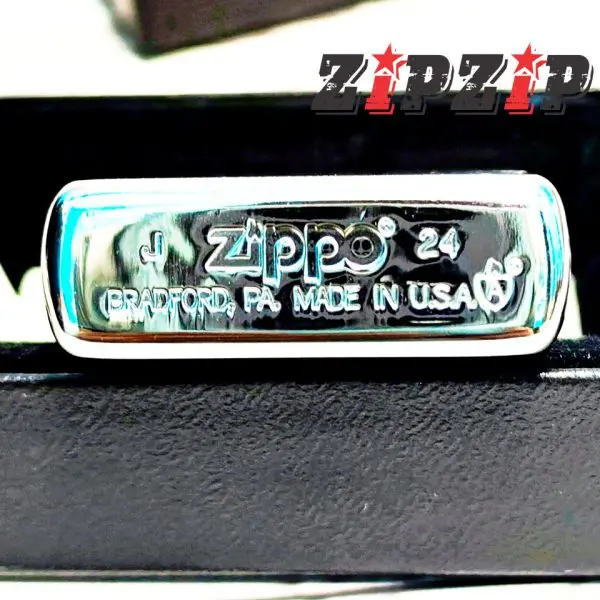 ZIPZIP
J Zippo® 24
BRADFORD, PA. MADE IN U.S.A.